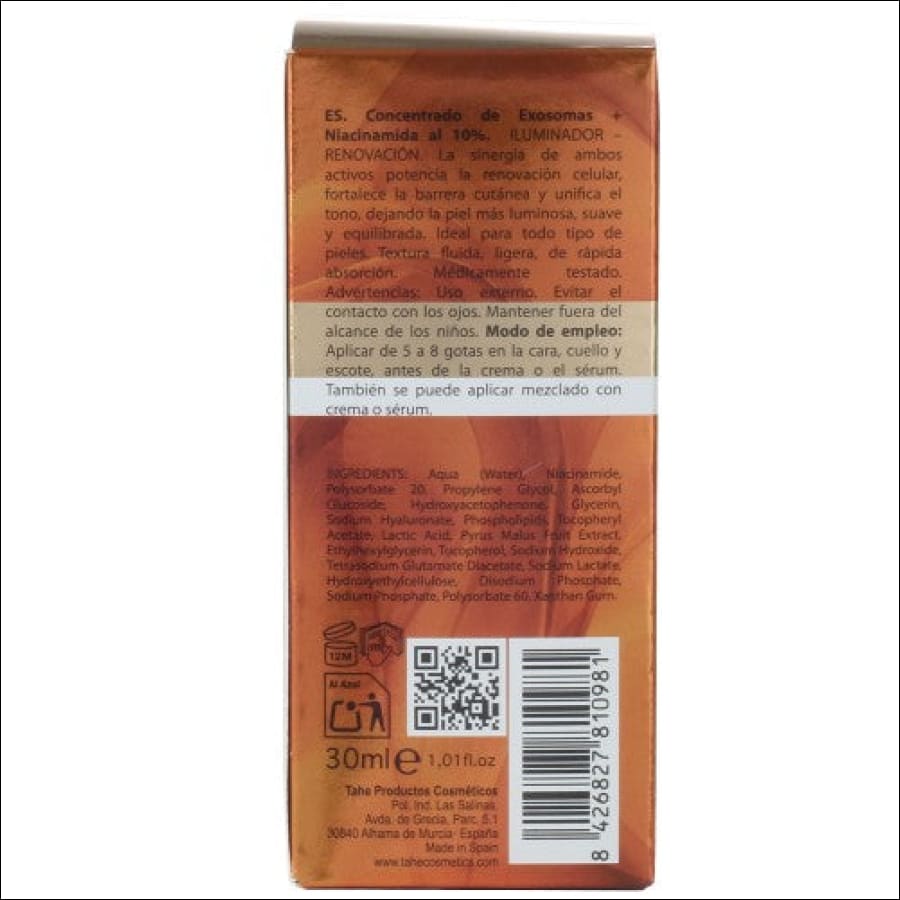 ES. Concentrado de Exosomas +
Niacinamida al 10%. ILUMINADOR –
RENOVACIÓN. La sinergia de ambos
activos potencia la renovación celular,
fortalece la barrera cutánea y unifica el
tono, dejando la piel más luminosa, suave
y equilibrada. Ideal para todo tipo de
pieles. Textura fluida, ligera, de rápida
absorción. Médicamente testado.
Advertencias: Uso externo. Evitar el
contacto con los ojos. Mantener fuera del
alcance de los niños. Modo de empleo:
Aplicar de 5 a 8 gotas en la cara, cuello y
escote, antes de la crema o el sérum.
También se puede aplicar mezclado con
crema o sérum.
INGREDIENTS: Aqua (Water), Niacinamide,
Polysorbate 20, Propylene Glycol, Ascorbyl
Glucoside, Hydroxyacetophenone, Glycerin,
Sodium Hyaluronate, Phospholipids, Tocopheryl
Acetate, Lactic Acid, Pyrus Malus Fruit Extract,
Ethylhexylglycerin, Tocopherol, Sodium Hydroxide,
Tetrasodium Glutamate Diacetate, Sodium Lactate,
Hydroxyethylcellulose, Disodium Phosphate,
Sodium Phosphate, Polysorbate 60, Xanthan Gum.
12M
Al Azul
30ml e 1,01fl.oz
Tahe Productos Cosméticos
Pol. Ind. Las Salinas,
Avda. de Grecia, Parc. 5.1
30840 Alhama de Murcia· España
Made in Spain
www.tahecosmetics.com
8 426827 810981